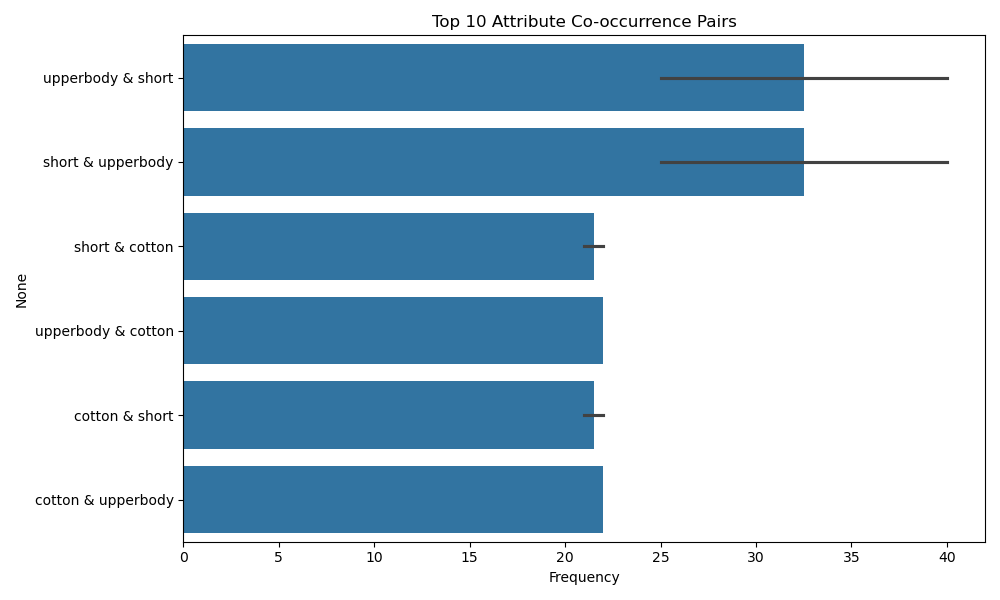 Top 10 Attribute Co-occurrence Pairs
upperbody & short
short & upperbody
short & cotton
upperbody & cotton
cotton & short
cotton & upperbody
None
0 5 10 15 20 25 30 35 40
Frequency